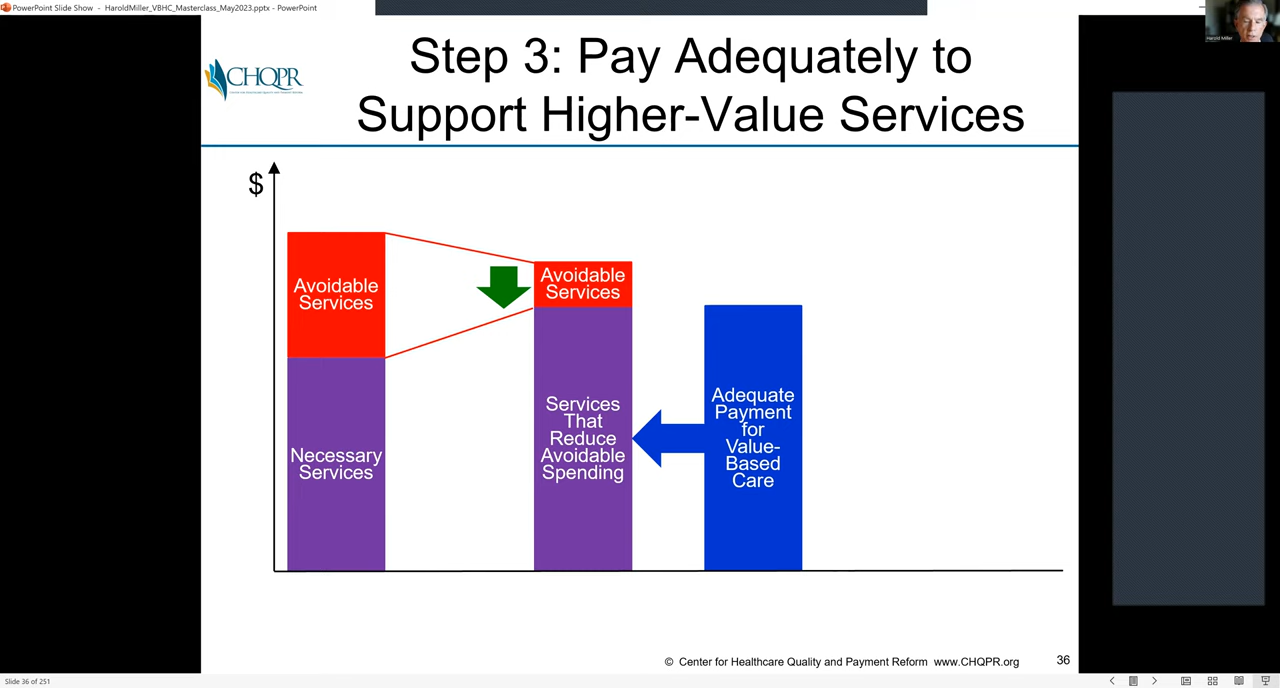 PowerPoint Slide Show - HaroldMiller_VBHC_Masterclass_May2023.pptx - PowerPoint
Harold Miller
CHQPR
Step 3: Pay Adequately to
Support Higher-Value Services
$
Avoidable
Services
Necessary
Services
Avoidable
Services
Services
That
Reduce
Avoidable
Spending
Adequate
Payment
for
Value-
Based
Care
© Center for Healthcare Quality and Payment Reform www.CHQPR.org
36
Slide 36 of 251